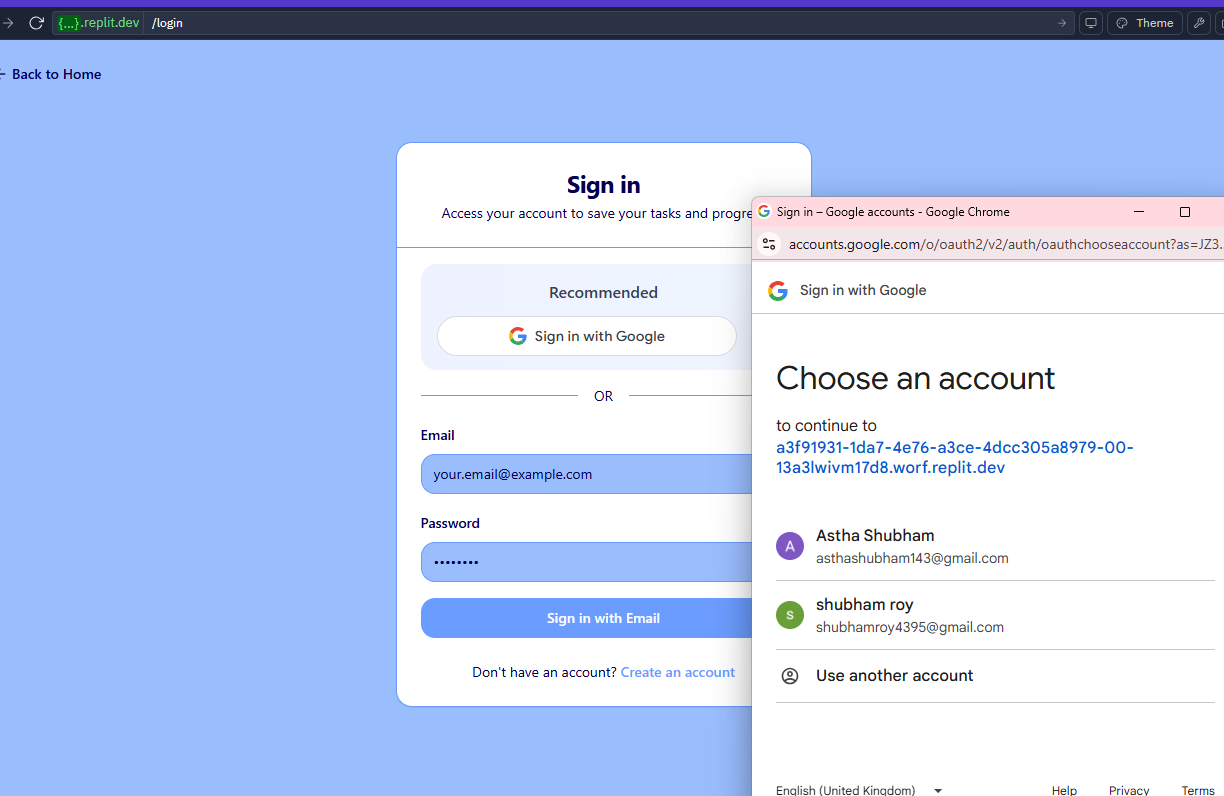 {...}.replit.dev /login
Theme
Back to Home
Sign in
Access your account to save your tasks and
Recommended
Sign in with Google
OR
Email
your.email@example.com
Password
••••••••
Sign in with Email
Don't have an account? Create an account
Sign in – Google accounts - Google Chrome
accounts.google.com/o/oauth2/v2/auth/oauthchooseaccount?as=JZ3...
Sign in with Google
Choose an account
to continue to
a3f91931-1da7-4e76-a3ce-4dcc305a8979-00-
13a3lwivm17d8.worf.replit.dev
A
Astha Shubham
asthashubham143@gmail.com
S
shubham roy
shubhamroy4395@gmail.com
Use another account
English (United Kingdom)
Help
Privacy
Terms